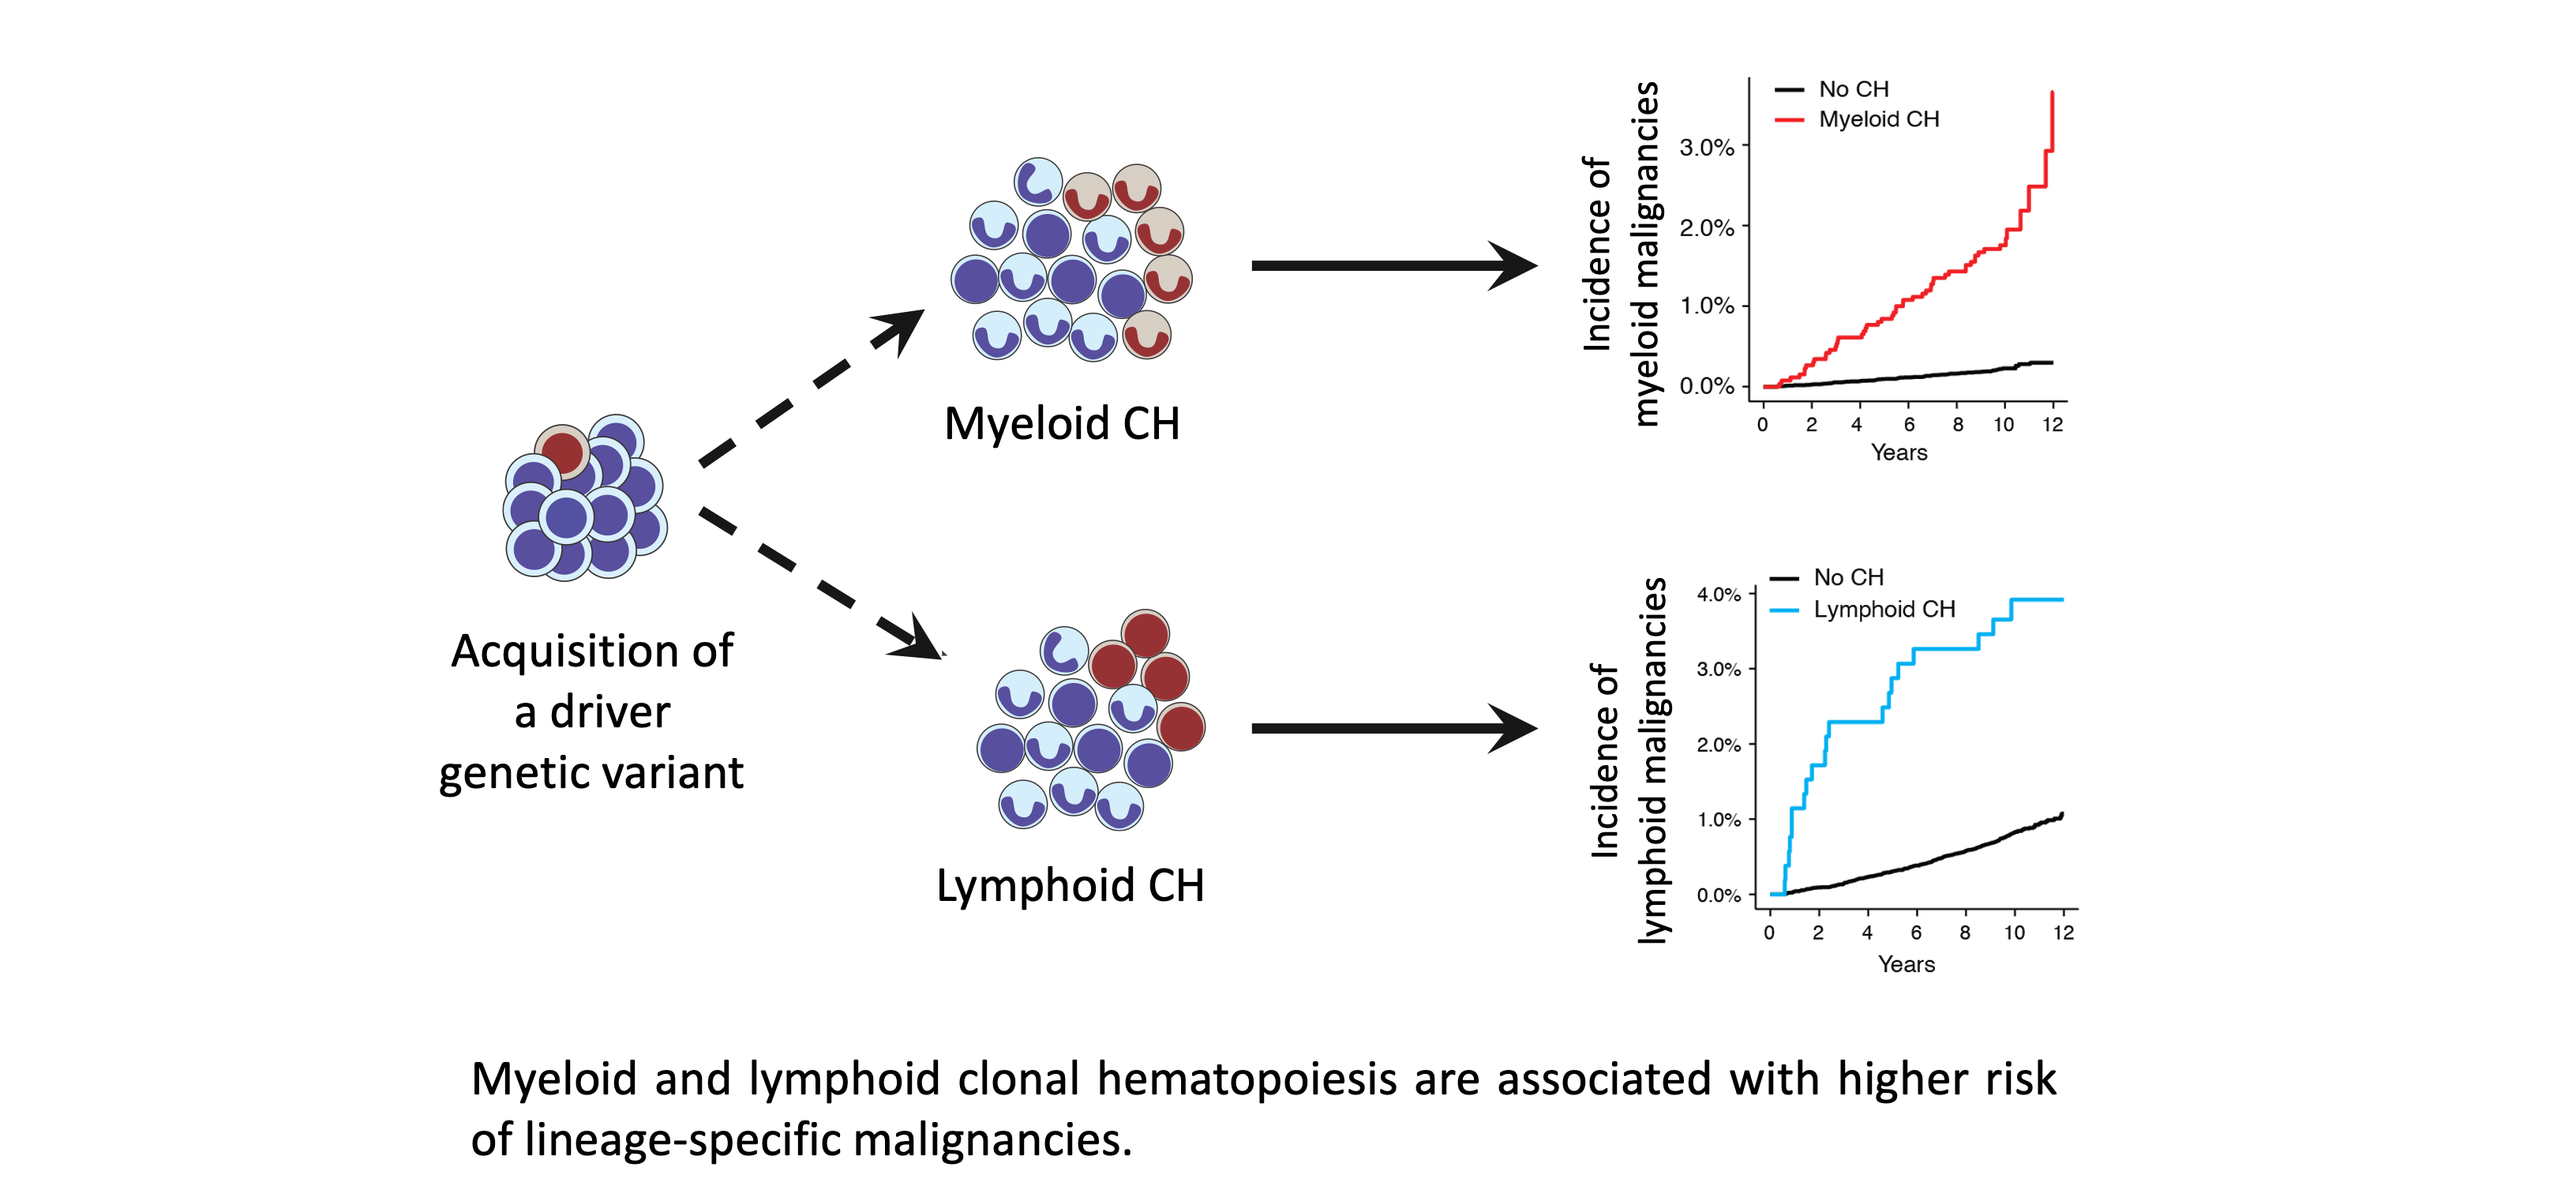 Acquisition of
a driver
genetic variant
Myeloid CH
Lymphoid CH
Incidence of
myeloid malignancies
No CH
Myeloid CH
3.0%
2.0%
1.0%
0.0%
0 2 4 6 8 10 12
Years
Incidence of
lymphoid malignancies
No CH
Lymphoid CH
4.0%
3.0%
2.0%
1.0%
0.0%
0 2 4 6 8 10 12
Years
Myeloid and lymphoid clonal hematopoiesis are associated with higher risk
of lineage-specific malignancies.